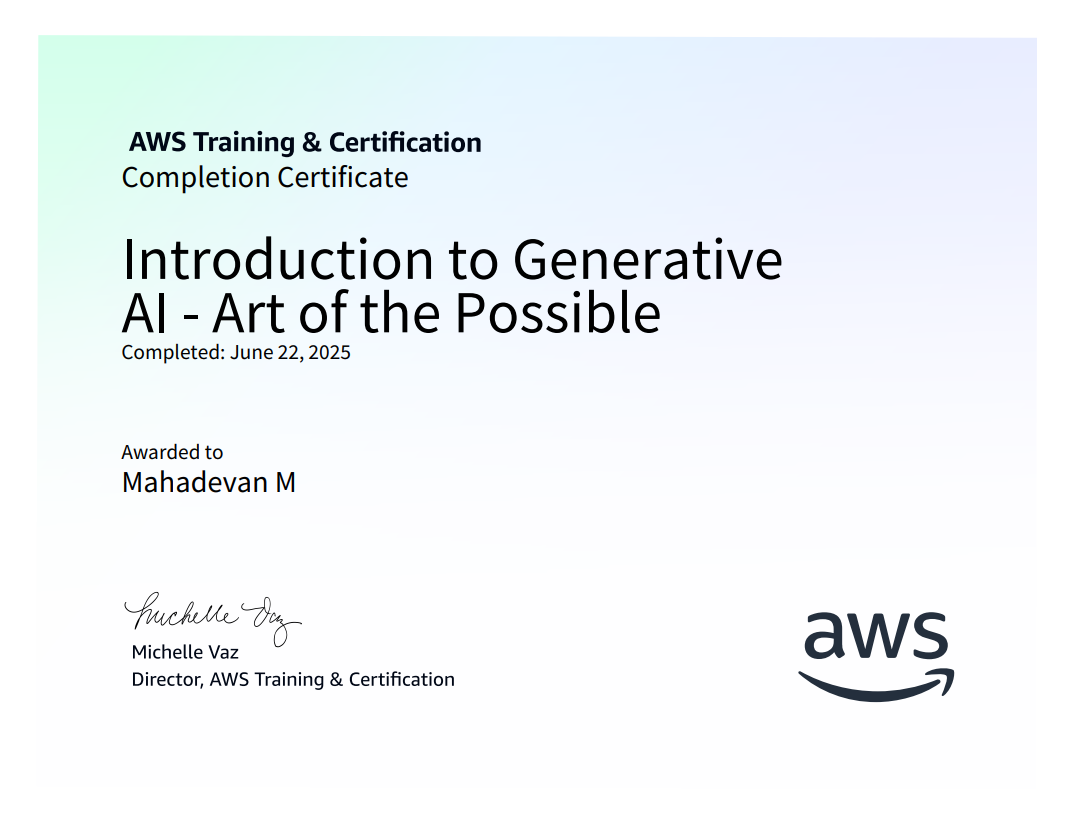 AWS Training & Certification
Completion Certificate
Introduction to Generative
AI - Art of the Possible
Completed: June 22, 2025
Awarded to
Mahadevan M
Michelle Vaz
Michelle Vaz
Director, AWS Training & Certification
aws